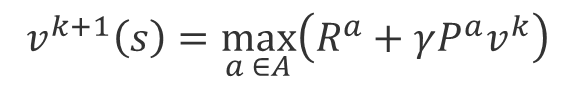 v^{k+1}(s) = max_{a ∈A}(R^a + γP^a v^k)